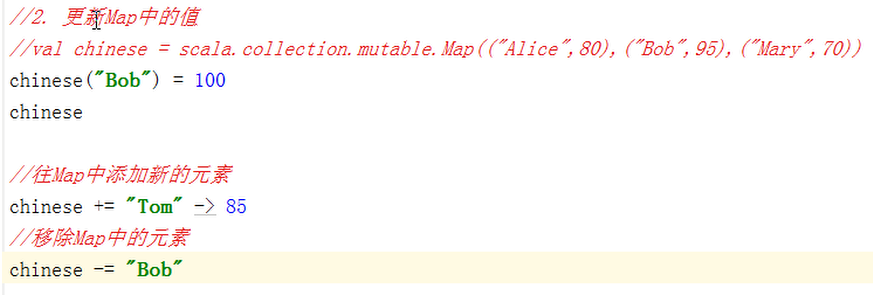 //2. 更新Map中的值
//val chinese = scala.collection.mutable.Map(("Alice",80),("Bob",95),("Mary",70))
chinese("Bob") = 100
chinese
//往Map中添加新的元素
chinese += "Tom" -> 85
//移除Map中的元素
chinese -= "Bob"